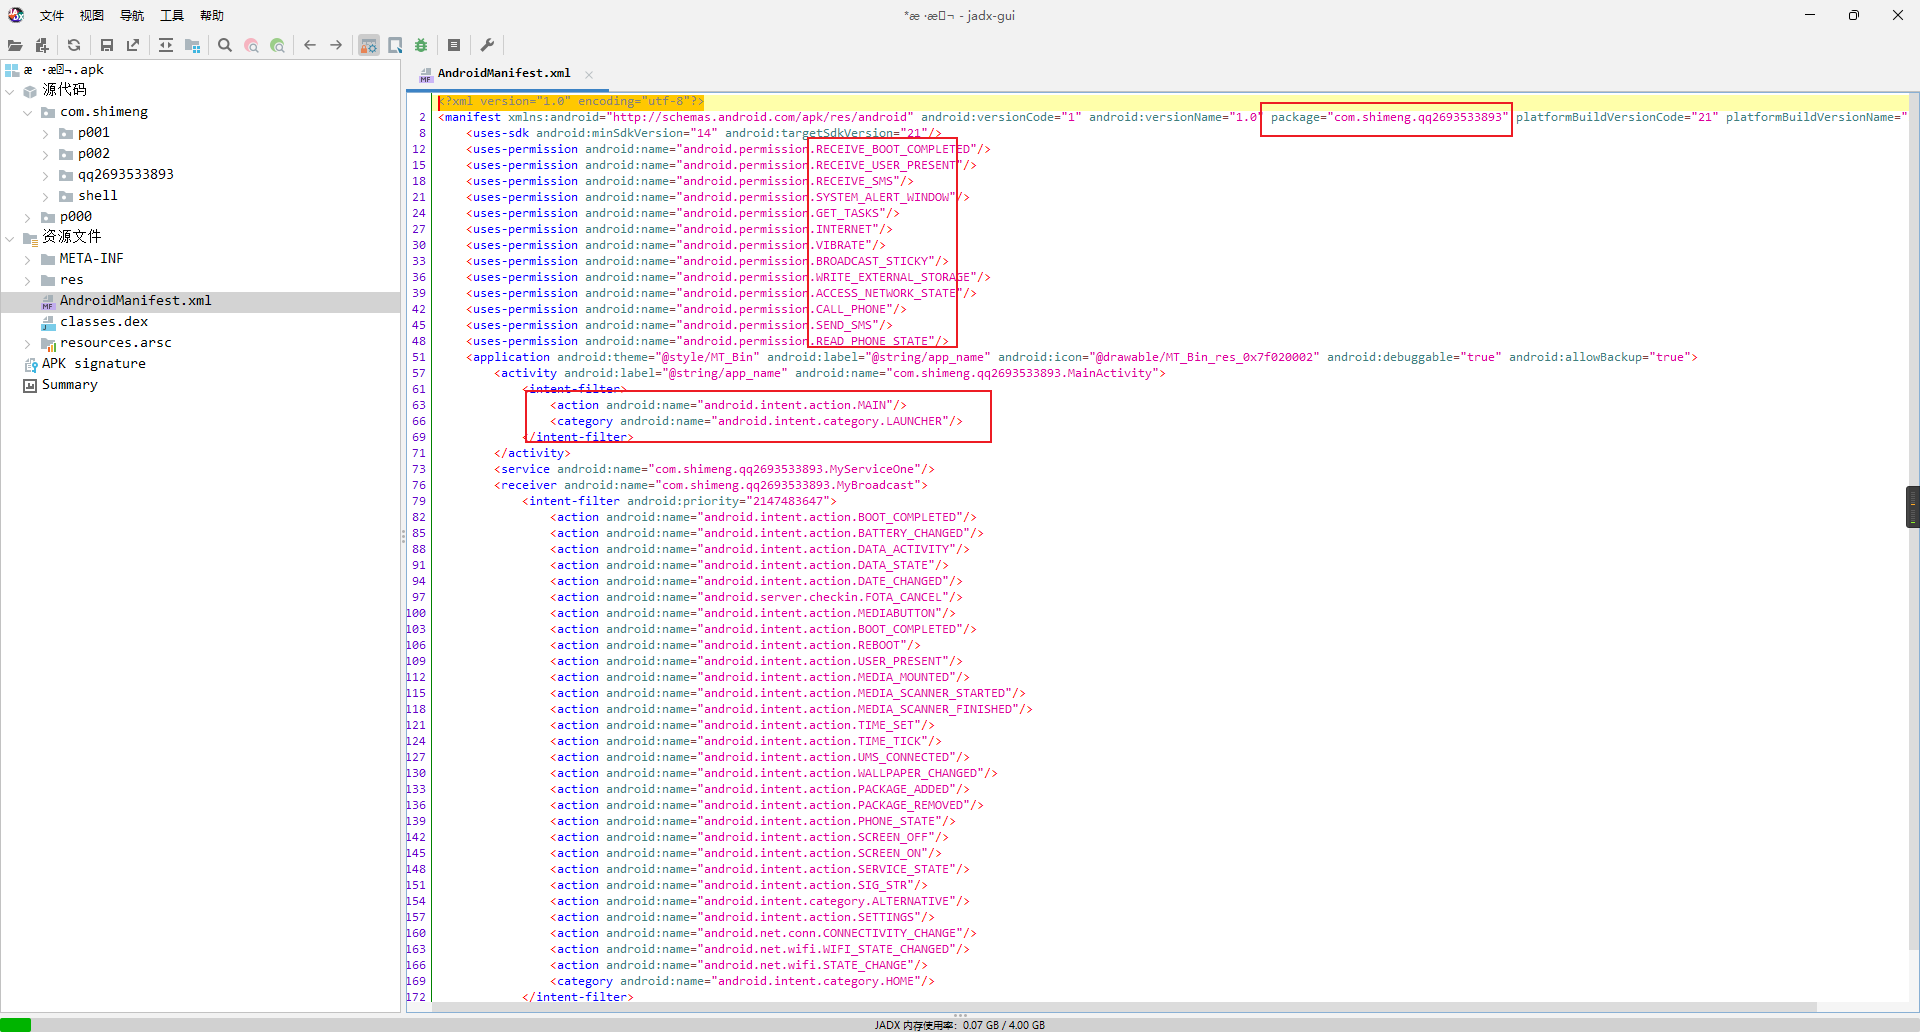 文件 视图 导航 工具 帮助
*æ ·æ▯¬ - jadx-gui
æ ·æ▯¬.apk
源代码
com.shimeng
p001
p002
qq2693533893
shell
p000
资源文件
META-INF
res
AndroidManifest.xml
classes.dex
resources.arsc
APK signature
Summary
AndroidManifest.xml
<?xml version="1.0" encoding="utf-8"?>
2 <manifest xmlns:android="http://schemas.android.com/apk/res/android" android:versionCode="1" android:versionName="1.0" package="com.shimeng.qq2693533893" platformBuildVersionCode="21" platformBuildVersionName="
8 <uses-sdk android:minSdkVersion="14" android:targetSdkVersion="21"/>
12 <uses-permission android:name="android.permission.RECEIVE_BOOT_COMPLETED"/>
15 <uses-permission android:name="android.permission.RECEIVE_USER_PRESENT"/>
18 <uses-permission android:name="android.permission.RECEIVE_SMS"/>
21 <uses-permission android:name="android.permission.SYSTEM_ALERT_WINDOW"/>
24 <uses-permission android:name="android.permission.GET_TASKS"/>
27 <uses-permission android:name="android.permission.INTERNET"/>
30 <uses-permission android:name="android.permission.VIBRATE"/>
33 <uses-permission android:name="android.permission.BROADCAST_STICKY"/>
36 <uses-permission android:name="android.permission.WRITE_EXTERNAL_STORAGE"/>
39 <uses-permission android:name="android.permission.ACCESS_NETWORK_STATE"/>
42 <uses-permission android:name="android.permission.CALL_PHONE"/>
45 <uses-permission android:name="android.permission.SEND_SMS"/>
48 <uses-permission android:name="android.permission.READ_PHONE_STATE"/>
51 <application android:theme="@style/MT_Bin" android:label="@string/app_name" android:icon="@drawable/MT_Bin_res_0x7f020002" android:debuggable="true" android:allowBackup="true">
57 <activity android:label="@string/app_name" android:name="com.shimeng.qq2693533893.MainActivity">
61 <intent-filter>
63 <action android:name="android.intent.action.MAIN"/>
66 <category android:name="android.intent.category.LAUNCHER"/>
69 </intent-filter>
71 </activity>
73 <service android:name="com.shimeng.qq2693533893.MyServiceOne"/>
76 <receiver android:name="com.shimeng.qq2693533893.MyBroadcast">
79 <intent-filter android:priority="2147483647">
82 <action android:name="android.intent.action.BOOT_COMPLETED"/>
85 <action android:name="android.intent.action.BATTERY_CHANGED"/>
88 <action android:name="android.intent.action.DATA_ACTIVITY"/>
91 <action android:name="android.intent.action.DATA_STATE"/>
94 <action android:name="android.intent.action.DATE_CHANGED"/>
97 <action android:name="android.server.checkin.FOTA_CANCEL"/>
100 <action android:name="android.intent.action.MEDIABUTTON"/>
103 <action android:name="android.intent.action.BOOT_COMPLETED"/>
106 <action android:name="android.intent.action.REBOOT"/>
109 <action android:name="android.intent.action.USER_PRESENT"/>
112 <action android:name="android.intent.action.MEDIA_MOUNTED"/>
115 <action android:name="android.intent.action.MEDIA_SCANNER_STARTED"/>
118 <action android:name="android.intent.action.MEDIA_SCANNER_FINISHED"/>
121 <action android:name="android.intent.action.TIME_SET"/>
124 <action android:name="android.intent.action.TIME_TICK"/>
127 <action android:name="android.intent.action.UMS_CONNECTED"/>
130 <action android:name="android.intent.action.WALLPAPER_CHANGED"/>
133 <action android:name="android.intent.action.PACKAGE_ADDED"/>
136 <action android:name="android.intent.action.PACKAGE_REMOVED"/>
139 <action android:name="android.intent.action.PHONE_STATE"/>
142 <action android:name="android.intent.action.SCREEN_OFF"/>
145 <action android:name="android.intent.action.SCREEN_ON"/>
148 <action android:name="android.intent.action.SERVICE_STATE"/>
151 <action android:name="android.intent.action.SIG_STR"/>
154 <action android:name="android.intent.category.ALTERNATIVE"/>
157 <action android:name="android.intent.action.SETTINGS"/>
160 <action android:name="android.net.conn.CONNECTIVITY_CHANGE"/>
163 <action android:name="android.net.wifi.WIFI_STATE_CHANGED"/>
166 <action android:name="android.net.wifi.STATE_CHANGE"/>
169 <category android:name="android.intent.category.HOME"/>
172 </intent-filter>
JADX 内存使用率：0.07 GB / 4.00 GB